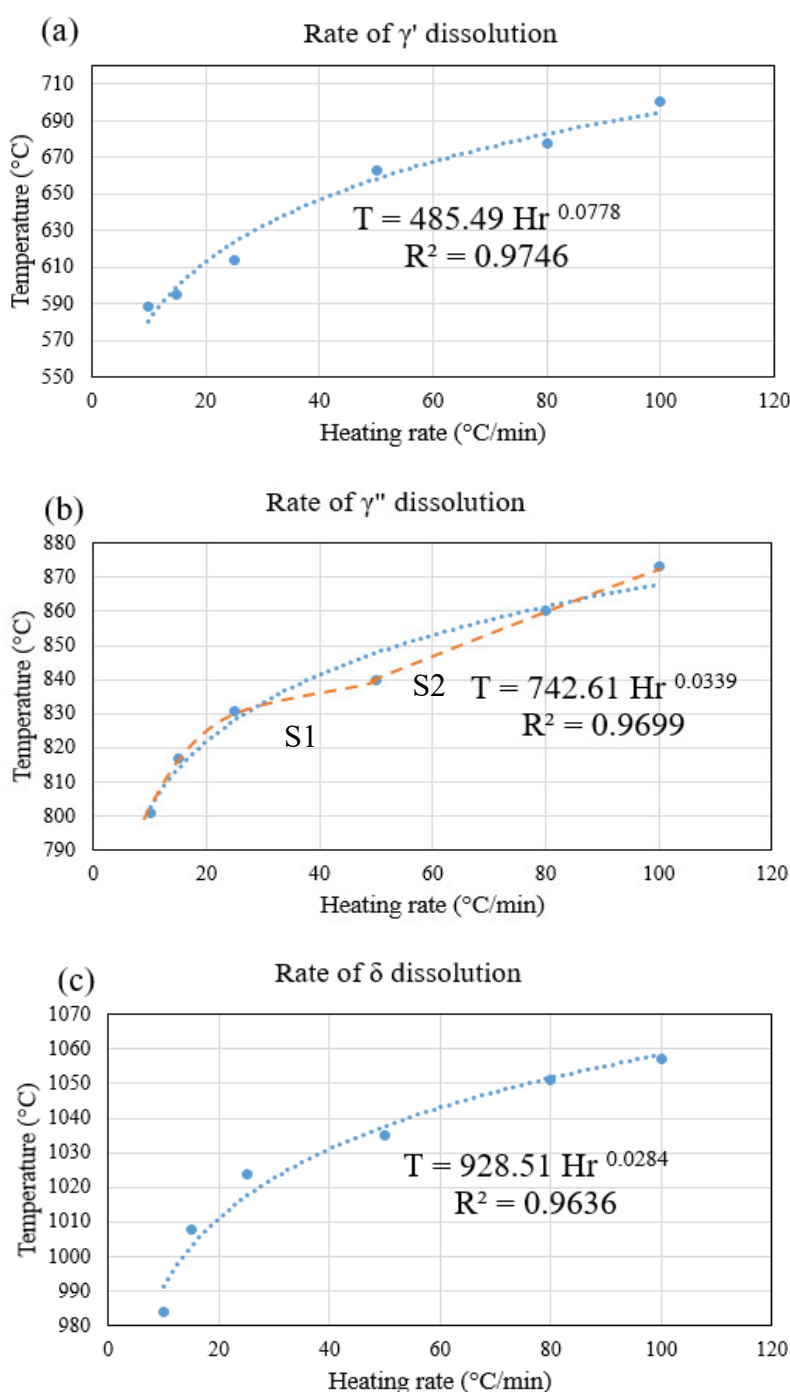 (a)
Rate of γ' dissolution
Temperature (°C)
710
690
670
650
630
610
590
570
550
T = 485.49 Hr 0.0778
R² = 0.9746
0 20 40 60 80 100 120
Heating rate (°C/min)
(b)
Rate of γ" dissolution
Temperature (°C)
880
870
860
850
840
830
820
810
800
790
S1
S2
T = 742.61 Hr 0.0339
R² = 0.9699
0 20 40 60 80 100 120
Heating rate (°C/min)
(c)
Rate of δ dissolution
Temperature (°C)
1070
1060
1050
1040
1030
1020
1010
1000
990
980
T = 928.51 Hr 0.0284
R² = 0.9636
0 20 40 60 80 100 120
Heating rate (°C/min)